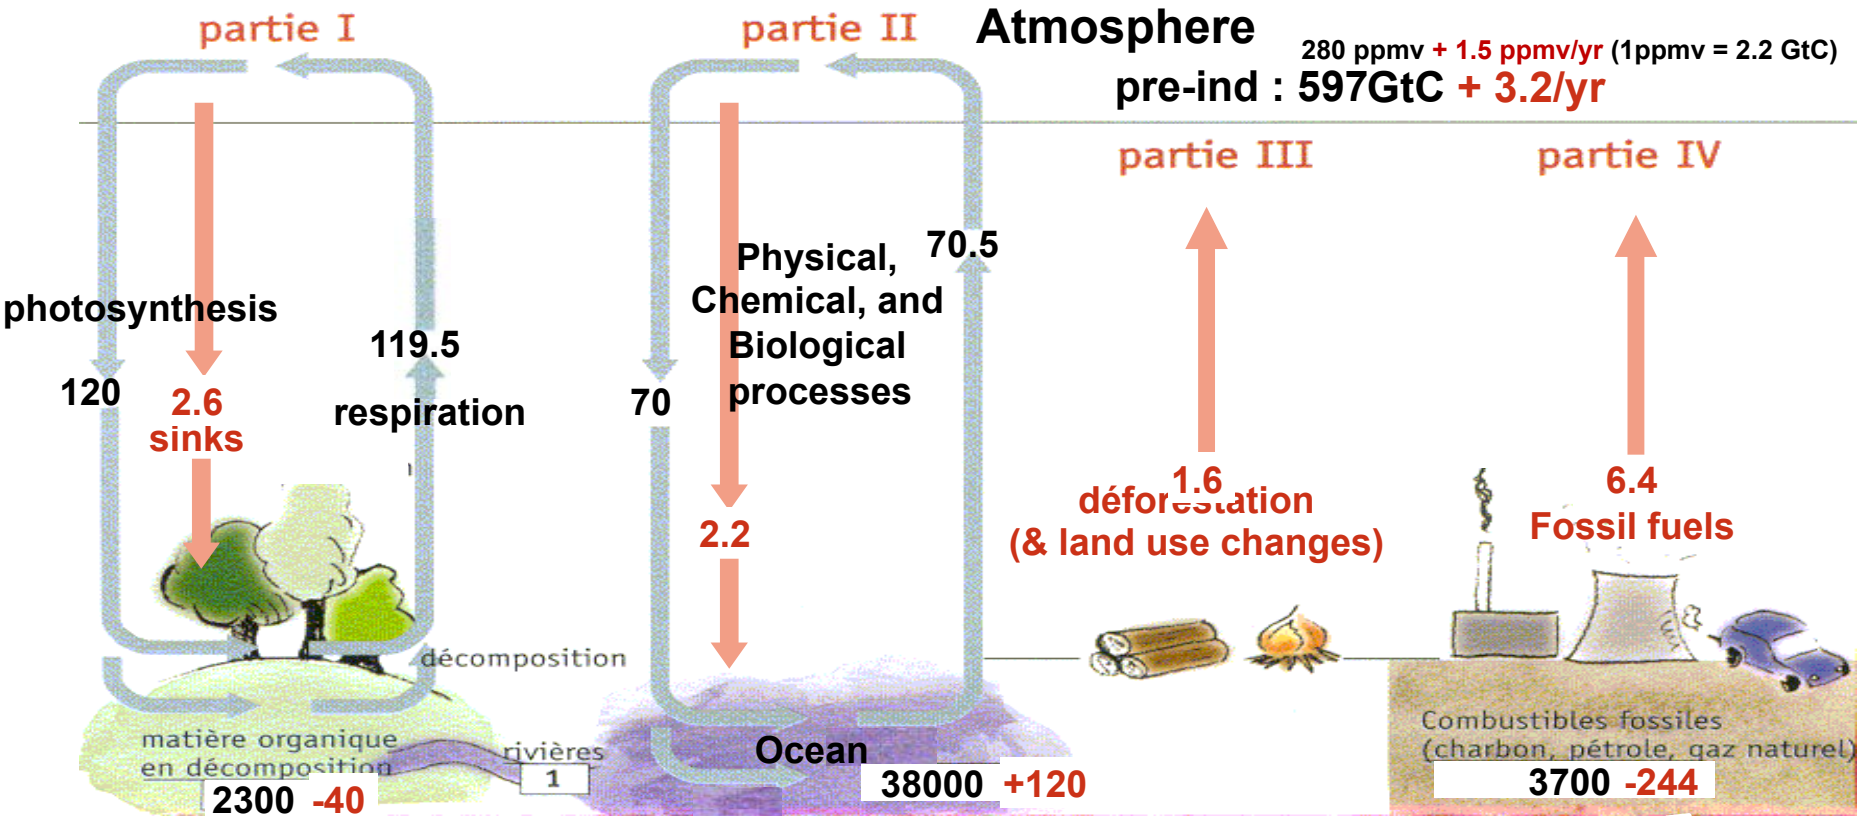 partie I
partie II
Atmosphere
280 ppmv + 1.5 ppmv/yr (1ppmv = 2.2 GtC)
pre-ind : 597GtC + 3.2/yr
partie III
partie IV
photosynthesis
120
2.6
sinks
119.5
respiration
70
Physical,
Chemical, and
Biological
processes
70.5
2.2
1.6
déforestation
(& land use changes)
6.4
Fossil fuels
décomposition
matière organique
en décomposition
2300 -40
rivières
1
Ocean
38000 +120
Combustibles fossiles
(charbon, pétrole, gaz naturel)
3700 -244